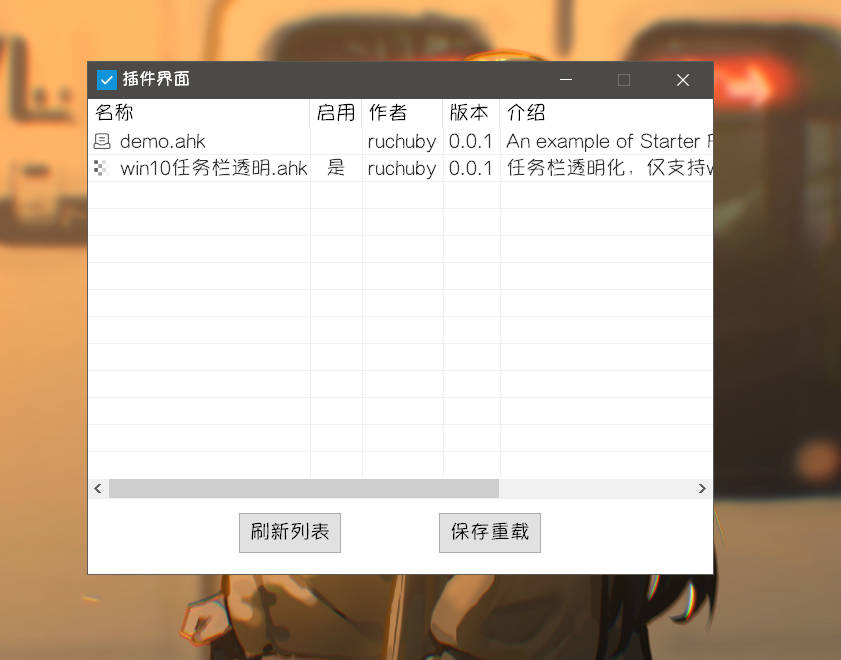 插件界面
名称 启用 作者 版本 介绍
demo.ahk ruchuby 0.0.1 An example of Starter
win10任务栏透明.ahk 是 ruchuby 0.0.1 任务栏透明化，仅支持
刷新列表 保存重载